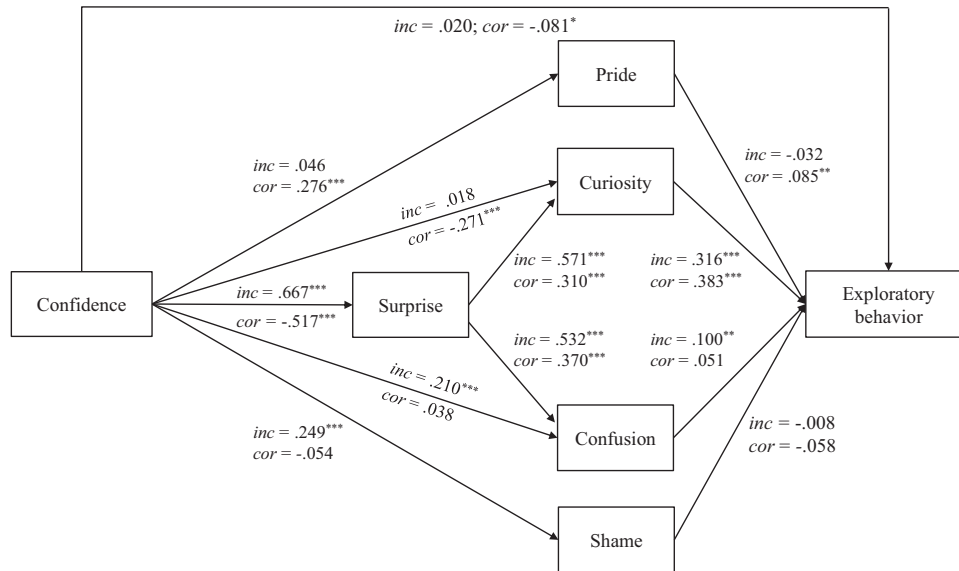 inc = .020; cor = -.081*
Pride
inc = .046
cor = .276***
inc = -.032
cor = .085**
Curiosity
inc = .018
cor = -.271***
inc = .571***
cor = .310***
inc = .316***
cor = .383***
Confidence
inc = .667***
cor = -.517***
Surprise
Exploratory
behavior
inc = .532***
cor = .370***
inc = .100**
cor = .051
inc = .210***
cor = .038
Confusion
inc = .249***
cor = -.054
inc = -.008
cor = -.058
Shame